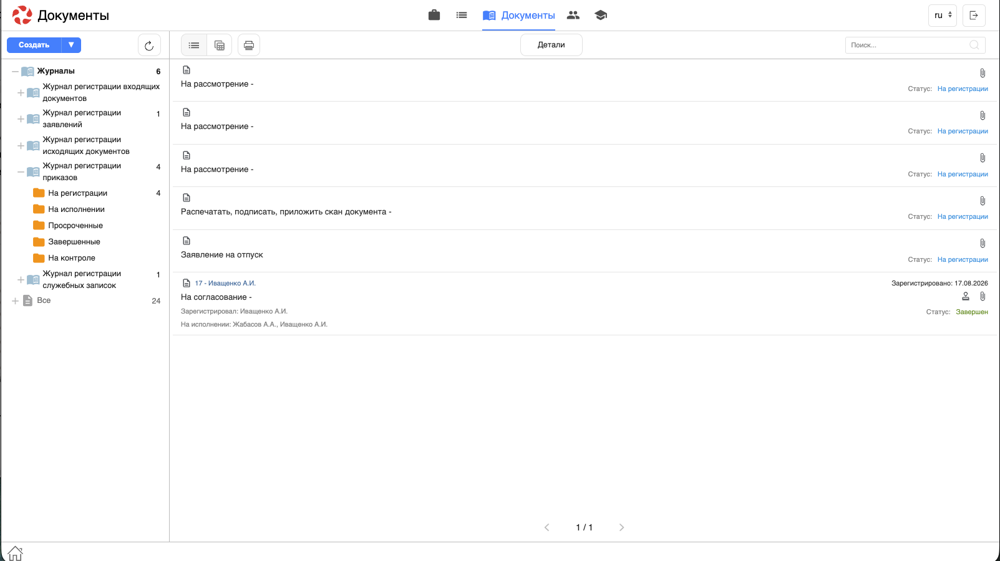 Документы
Документы
ru
Создать
Детали
Поиск...
Журналы 6
Журнал регистрации входящих
документов
Журнал регистрации 1
заявлений
Журнал регистрации
исходящих документов
Журнал регистрации 4
приказов
На регистрации 4
На исполнении
Просроченные
Завершенные
На контроле
Журнал регистрации 1
служебных записок
Все 24
На рассмотрение -
Статус: На регистрации
На рассмотрение -
Статус: На регистрации
На рассмотрение -
Статус: На регистрации
Распечатать, подписать, приложить скан документа -
Статус: На регистрации
Заявление на отпуск
Статус: На регистрации
17 - Иващенко А.И. Зарегистрировано: 17.08.2026
На согласование -
Зарегистрировал: Иващенко А.И. Статус: Завершен
На исполнении: Жабасов А.А., Иващенко А.И.
1 / 1